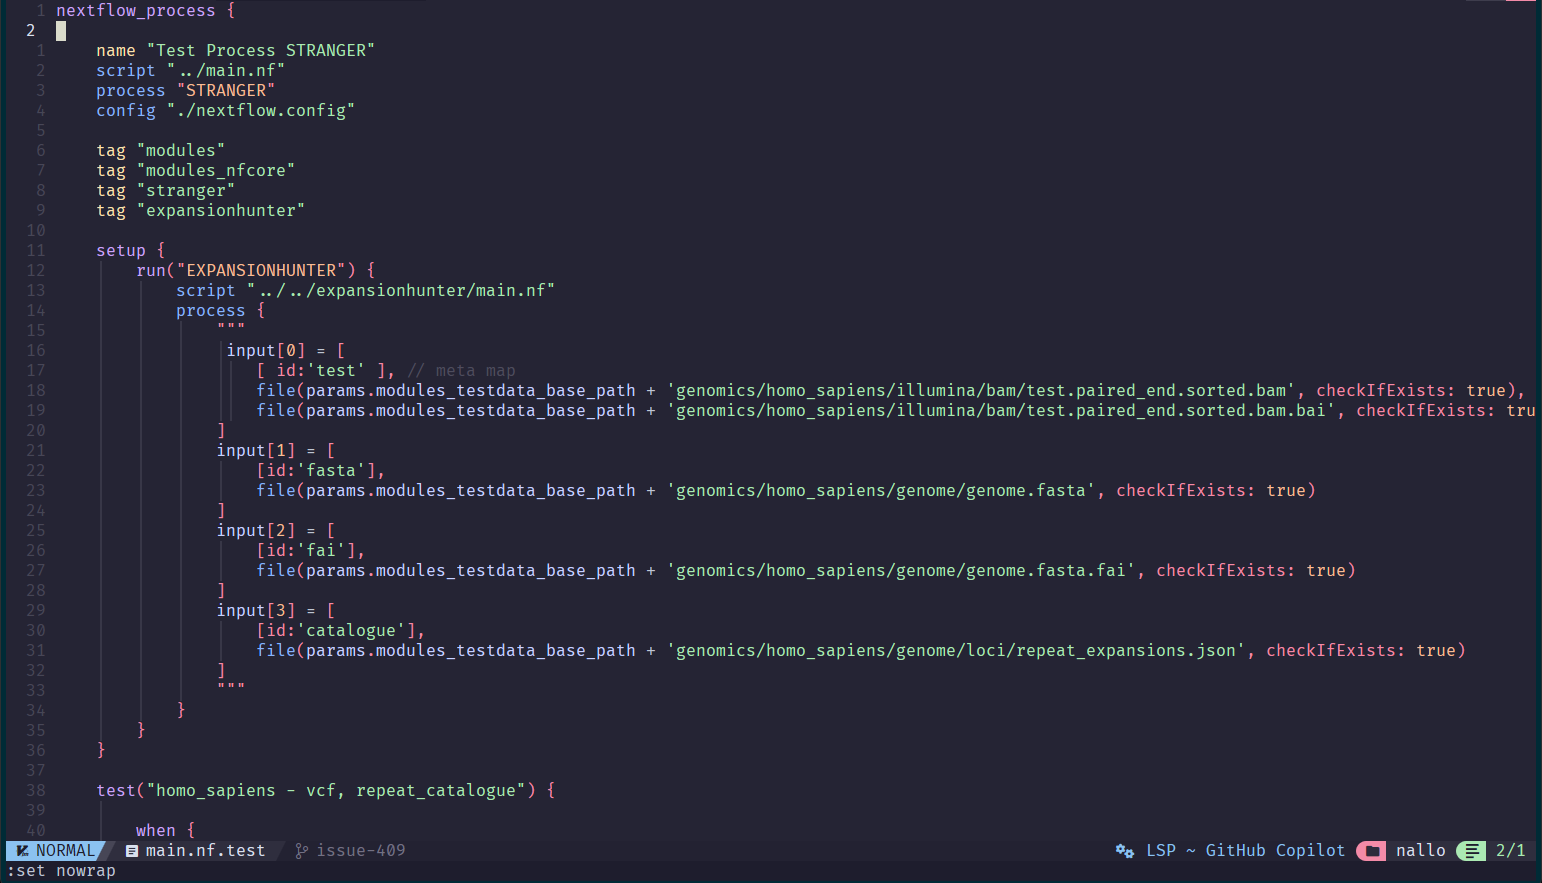 1 nextflow_process {
2
1     name "Test Process STRANGER"
2     script "../main.nf"
3     process "STRANGER"
4     config "./nextflow.config"
5
6     tag "modules"
7     tag "modules_nfcore"
8     tag "stranger"
9     tag "expansionhunter"
10
11     setup {
12         run("EXPANSIONHUNTER") {
13             script "../../expansionhunter/main.nf"
14             process {
15                 """
16                  input[0] = [
17                     [ id:'test' ], // meta map
18                     file(params.modules_testdata_base_path + 'genomics/homo_sapiens/illumina/bam/test.paired_end.sorted.bam', checkIfExists: true),
19                     file(params.modules_testdata_base_path + 'genomics/homo_sapiens/illumina/bam/test.paired_end.sorted.bam.bai', checkIfExists: tru
20                 ]
21                 input[1] = [
22                     [id:'fasta'],
23                     file(params.modules_testdata_base_path + 'genomics/homo_sapiens/genome/genome.fasta', checkIfExists: true)
24                 ]
25                 input[2] = [
26                     [id:'fai'],
27                     file(params.modules_testdata_base_path + 'genomics/homo_sapiens/genome/genome.fasta.fai', checkIfExists: true)
28                 ]
29                 input[3] = [
30                     [id:'catalogue'],
31                     file(params.modules_testdata_base_path + 'genomics/homo_sapiens/genome/loci/repeat_expansions.json', checkIfExists: true)
32                 ]
33                 """
34             }
35         }
36     }
37
38     test("homo_sapiens - vcf, repeat_catalogue") {
39
40         when {
NORMAL main.nf.test issue-409 LSP ~ GitHub Copilot nallo 2/1
:set nowrap